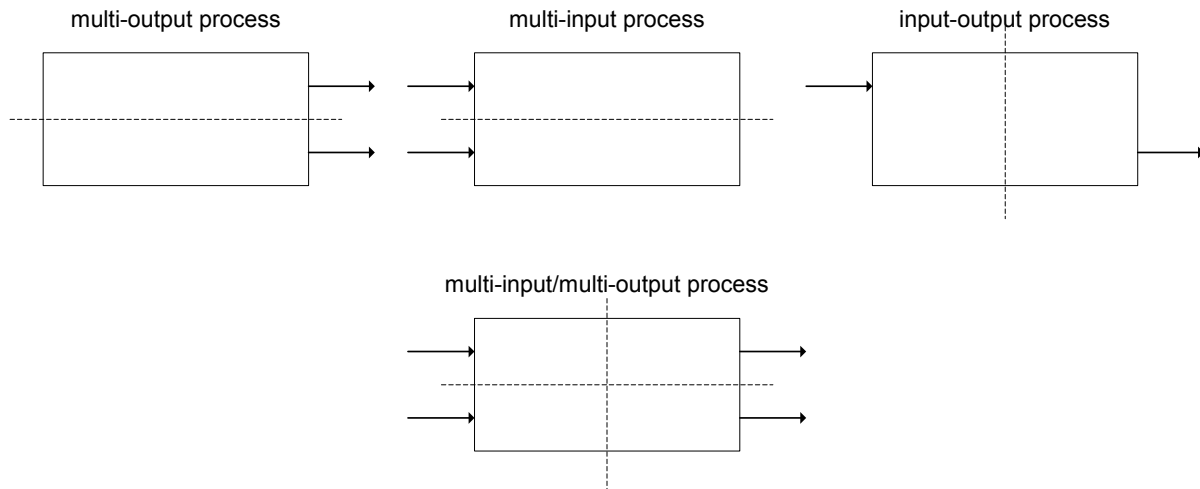 multi-output process
multi-input process
input-output process
multi-input/multi-output process